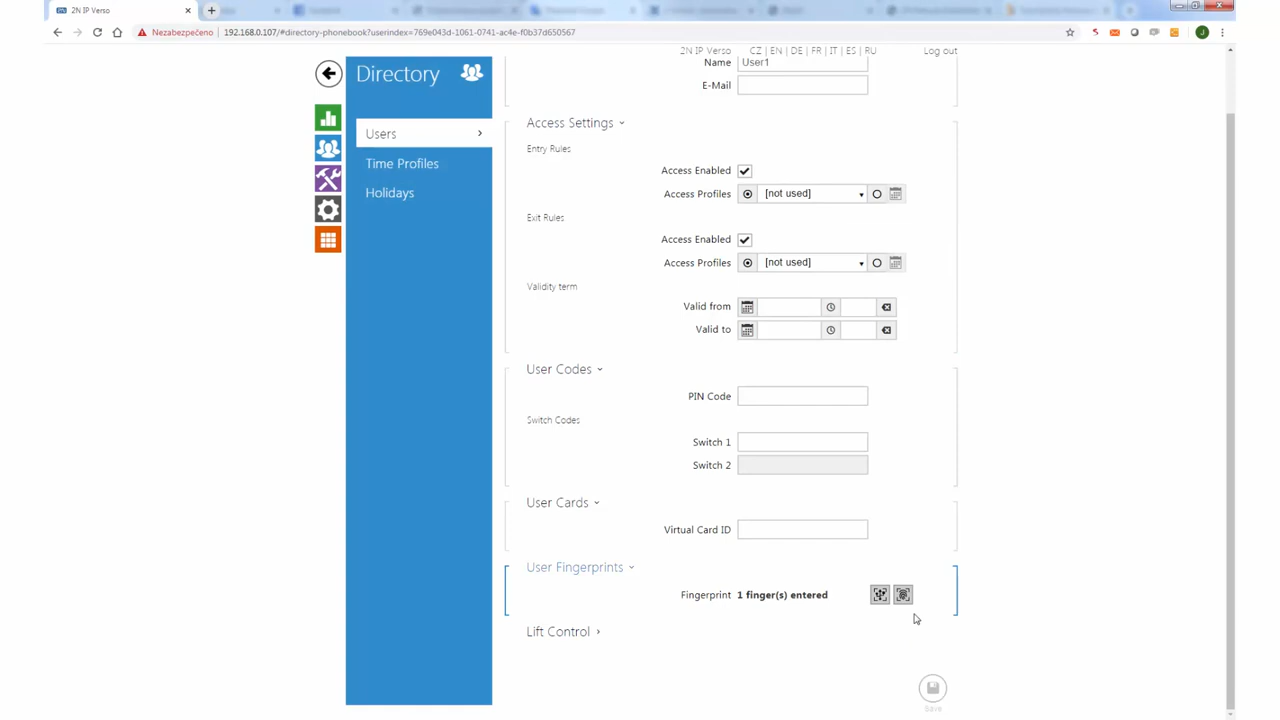 2N IP Verso
Nezabezpečeno
192.168.0.107/#directory-phonebook?userindex=769e043d-1061-0741-ac4e-f0b37d650567
J
2N IP Verso CZ | EN | DE | FR | IT | ES | RU Log out
Directory
Users
Time Profiles
Holidays
Name User1
E-Mail
Access Settings
Entry Rules
Access Enabled
Access Profiles [not used]
Exit Rules
Access Enabled
Access Profiles [not used]
Validity term
Valid from
Valid to
User Codes
PIN Code
Switch Codes
Switch 1
Switch 2
User Cards
Virtual Card ID
User Fingerprints
Fingerprint 1 finger(s) entered
Lift Control
Save